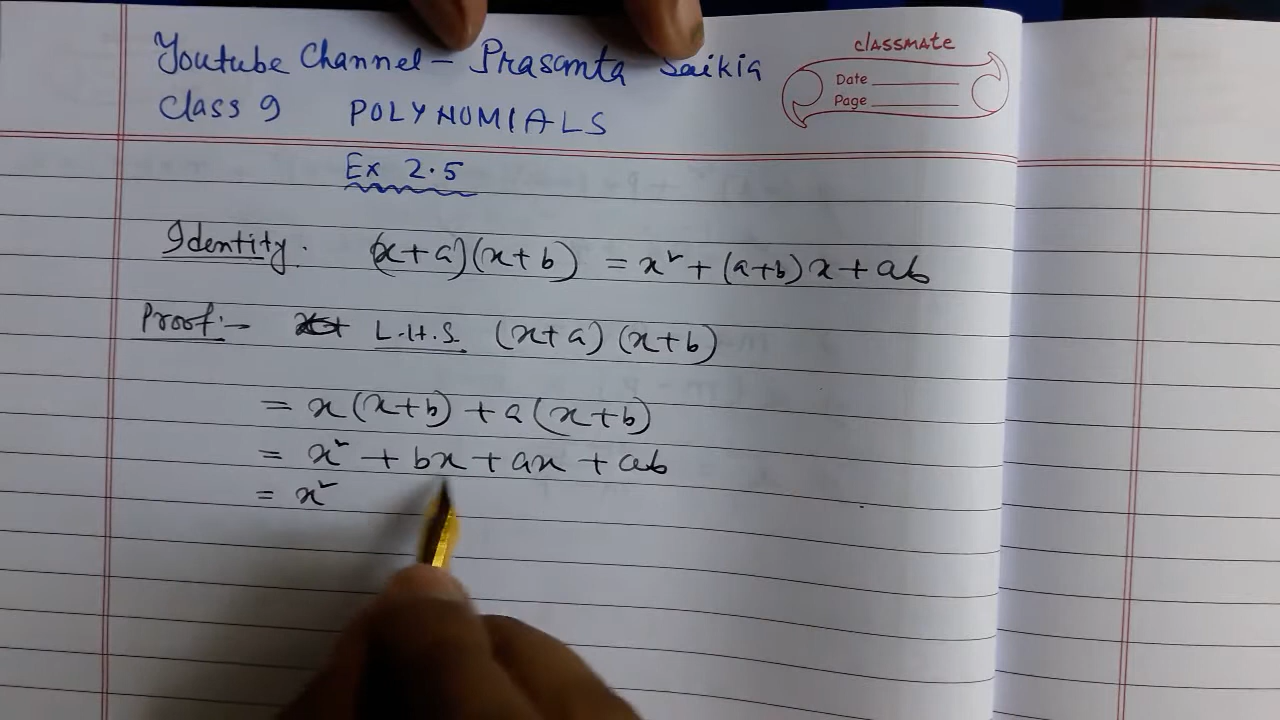 Youtube Channel - Prasanta Saikia
classmate
Date
Page
Class 9 POLYNOMIALS
Ex 2.5
Identity. (x+a)(x+b) = x² + (a+b)x + ab
Proof:- L.H.S. (x+a)(x+b)
= x(x+b) + a(x+b)
= x² + bx + ax + ab
= x²